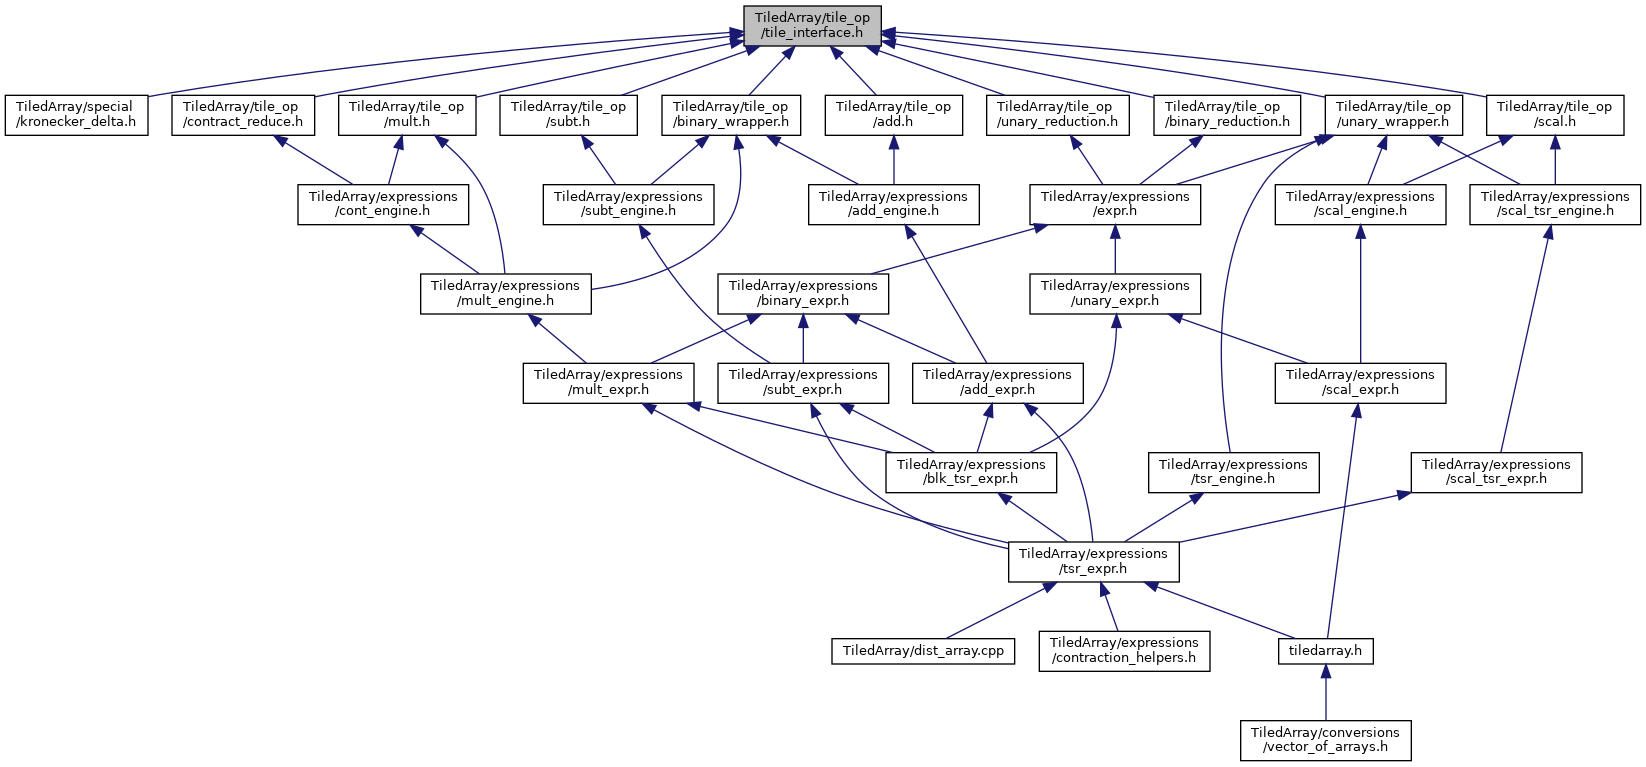 TiledArray/tile_op
/tile_interface.h
TiledArray/special
/kronecker_delta.h
TiledArray/tile_op
/contract_reduce.h
TiledArray/tile_op
/mult.h
TiledArray/tile_op
/subt.h
TiledArray/tile_op
/binary_wrapper.h
TiledArray/tile_op
/add.h
TiledArray/tile_op
/unary_reduction.h
TiledArray/tile_op
/binary_reduction.h
TiledArray/tile_op
/unary_wrapper.h
TiledArray/tile_op
/scal.h
TiledArray/expressions
/cont_engine.h
TiledArray/expressions
/subt_engine.h
TiledArray/expressions
/add_engine.h
TiledArray/expressions
/expr.h
TiledArray/expressions
/scal_engine.h
TiledArray/expressions
/scal_tsr_engine.h
TiledArray/expressions
/mult_engine.h
TiledArray/expressions
/binary_expr.h
TiledArray/expressions
/unary_expr.h
TiledArray/expressions
/mult_expr.h
TiledArray/expressions
/subt_expr.h
TiledArray/expressions
/add_expr.h
TiledArray/expressions
/scal_expr.h
TiledArray/expressions
/blk_tsr_expr.h
TiledArray/expressions
/tsr_engine.h
TiledArray/expressions
/scal_tsr_expr.h
TiledArray/expressions
/tsr_expr.h
TiledArray/dist_array.cpp
TiledArray/expressions
/contraction_helpers.h
tiledarray.h
TiledArray/conversions
/vector_of_arrays.h